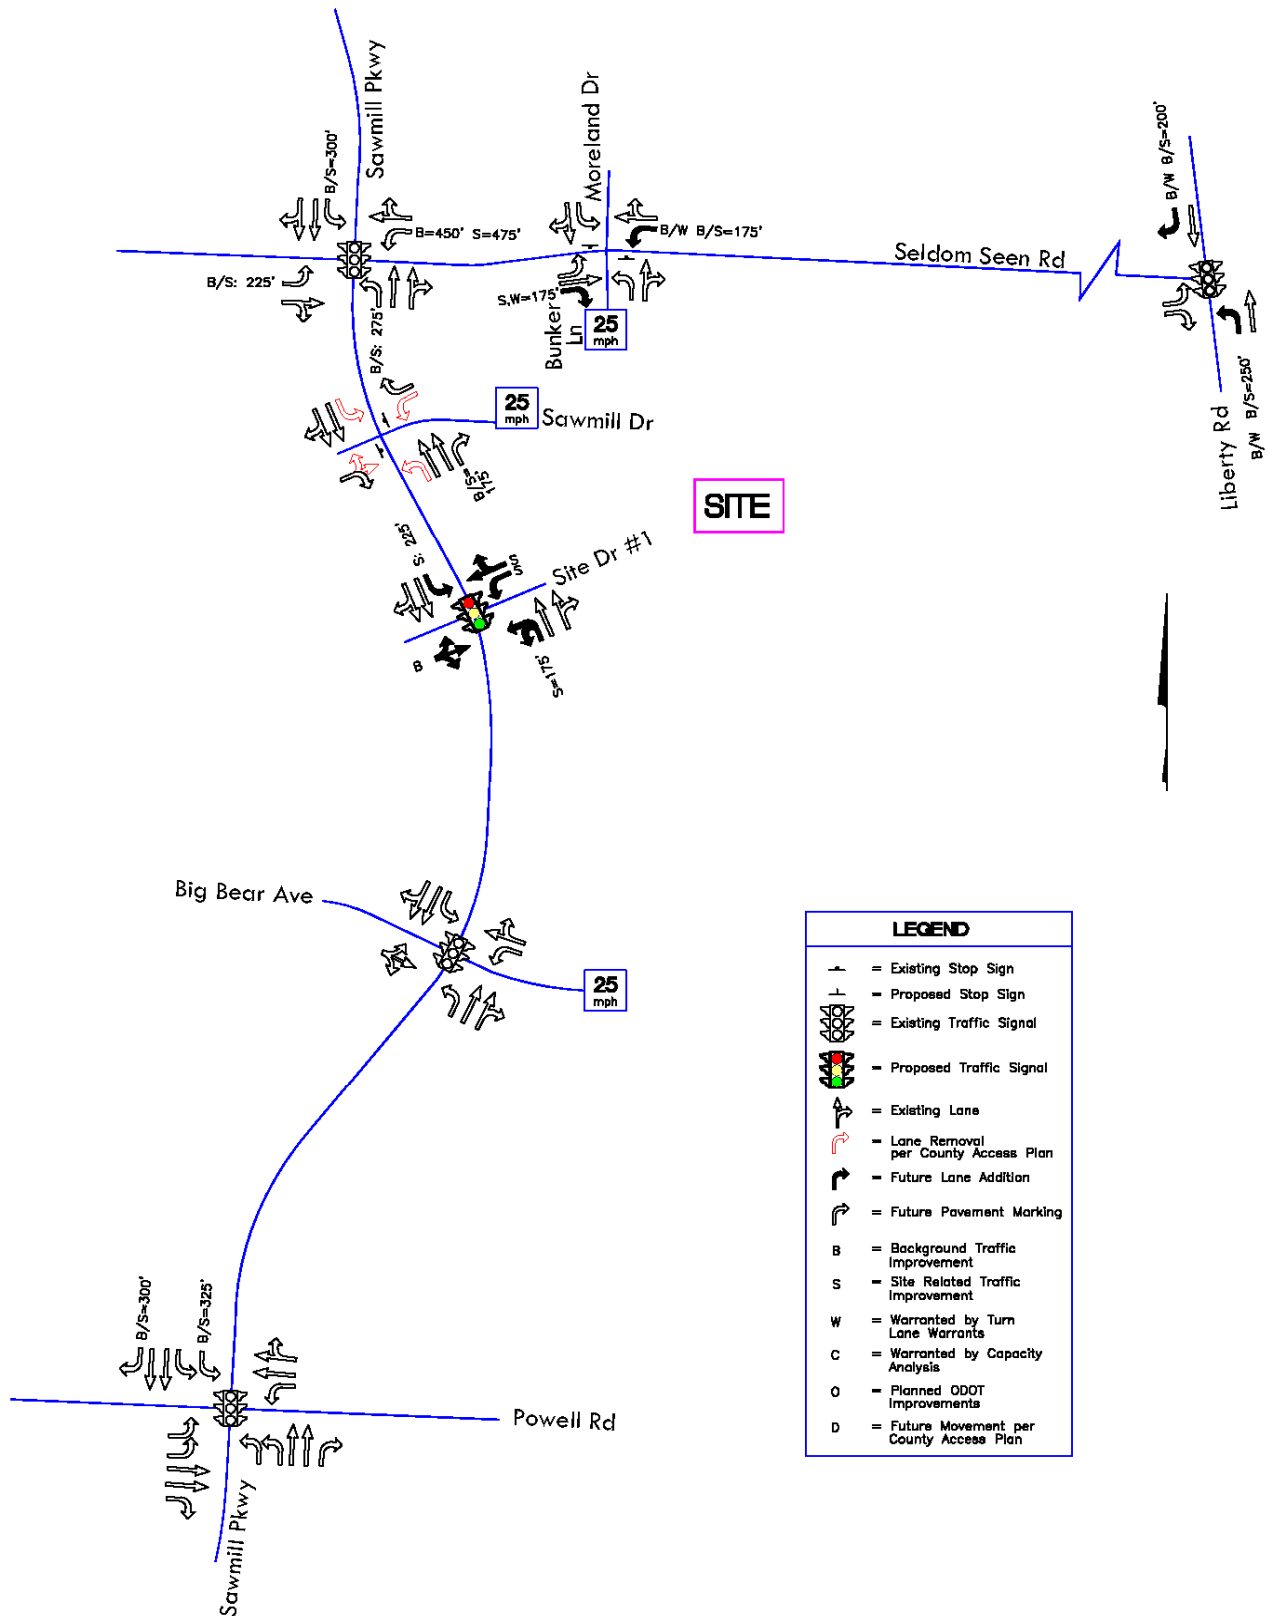 Sawmill Pkwy
Moreland Dr
B/S=300'
B/W B/S=200'
B=450' S=475'
B/W B/S=175'
Seldom Seen Rd
B/S: 225'
S,W=175'
B/S: 275'
Bunker
Ln
25
mph
B/W B/S=250'
Liberty Rd
25
mph
Sawmill Dr
B/S=
175'
SITE
S: 225'
S
S
Site Dr #1
B
S=175'
Big Bear Ave
25
mph
LEGEND
= Existing Stop Sign
= Proposed Stop Sign
= Existing Traffic Signal
= Proposed Traffic Signal
= Existing Lane
= Lane Removal
per County Access Plan
= Future Lane Addition
= Future Pavement Marking
B = Background Traffic
Improvement
S = Site Related Traffic
Improvement
W = Warranted by Turn
Lane Warrants
C = Warranted by Capacity
Analysis
O = Planned ODOT
Improvements
D = Future Movement per
County Access Plan
B/S=300'
B/S=325'
Powell Rd
Sawmill Pkwy